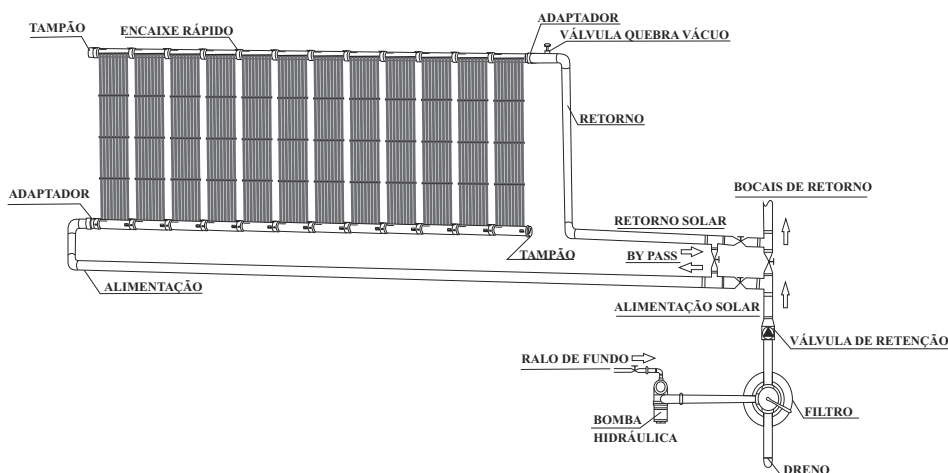 ADAPTADOR
TAMPÃO
ENCAIXE RÁPIDO
VÁLVULA QUEBRA VÁCUO
RETORNO
BOCAIS DE RETORNO
ADAPTADOR
RETORNO SOLAR
TAMPÃO
BY PASS
ALIMENTAÇÃO
ALIMENTAÇÃO SOLAR
VÁLVULA DE RETENÇÃO
RALO DE FUNDO
FILTRO
BOMBA
HIDRÁULICA
DRENO